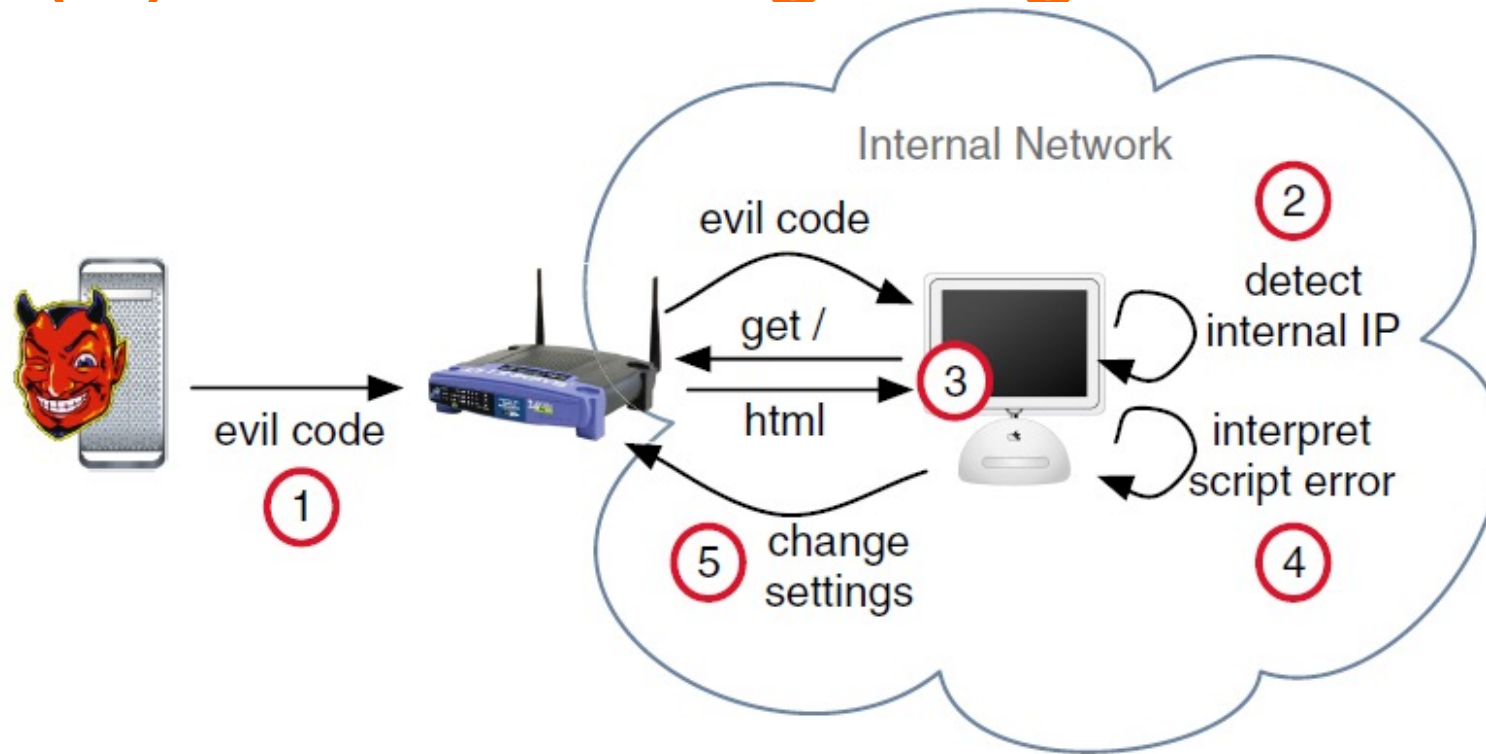 Internal Network
evil code
2
detect
internal IP
get /
3
html
evil code
1
interpret
script error
5
change
settings
4